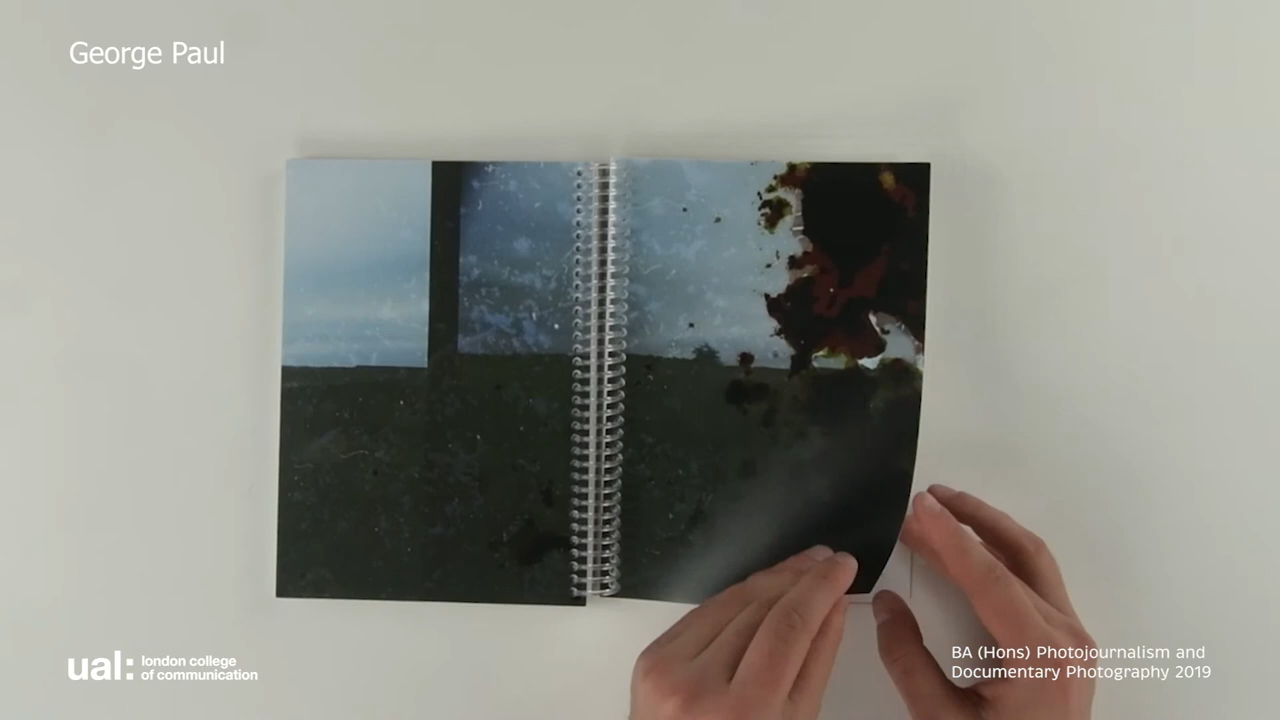 George Paul
ual: london college
of communication
BA (Hons) Photojournalism and
Documentary Photography 2019